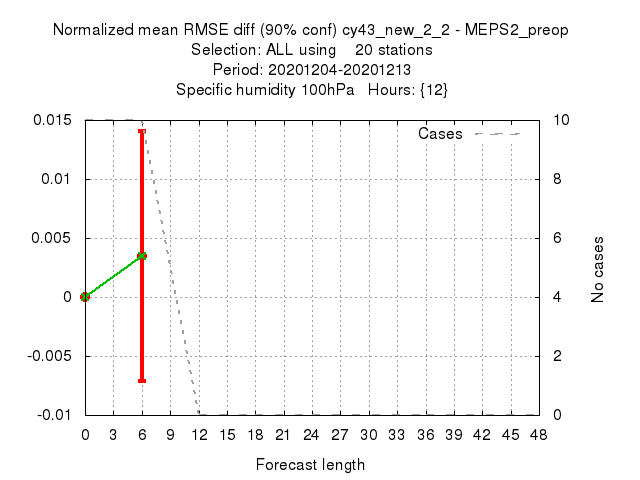 Normalized mean RMSE diff (90% conf) cy43_new_2_2 - MEPS2_preop
Selection: ALL using 20 stations
Period: 20201204-20201213
Specific humidity 100hPa Hours: {12}
0.015
0.01
0.005
0
-0.005
-0.01
Cases
10
8
6
4
2
0
No cases
0 3 6 9 12 15 18 21 24 27 30 33 36 39 42 45 48
Forecast length